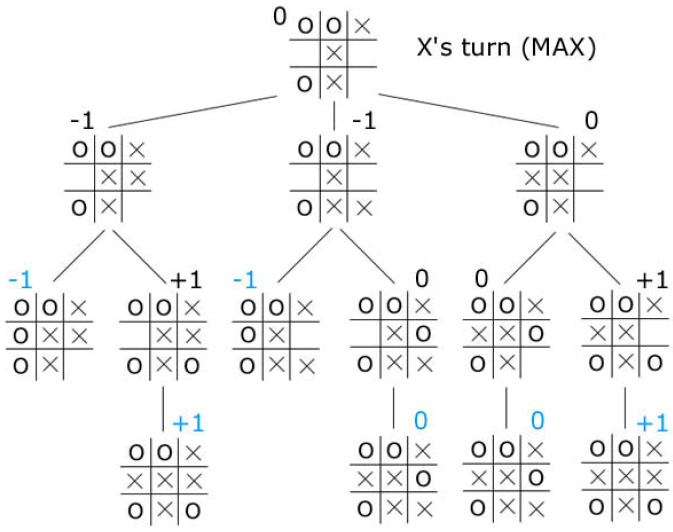 0 O O ×
X's turn (MAX)
×
O ×
-1 -1 0
O O × O O × O O ×
× × × × ×
O × O × × O ×
-1 +1 -1 0 0 +1
O O × O O × O O × O O × O O × O O ×
O × × × × O × × O × × O × ×
O × O × O O × × O × × O × O × O
+1 0 0 +1
O O × O O × O O × O O ×
× × × × × O × × O × × ×
O × O O × × O × × O × O